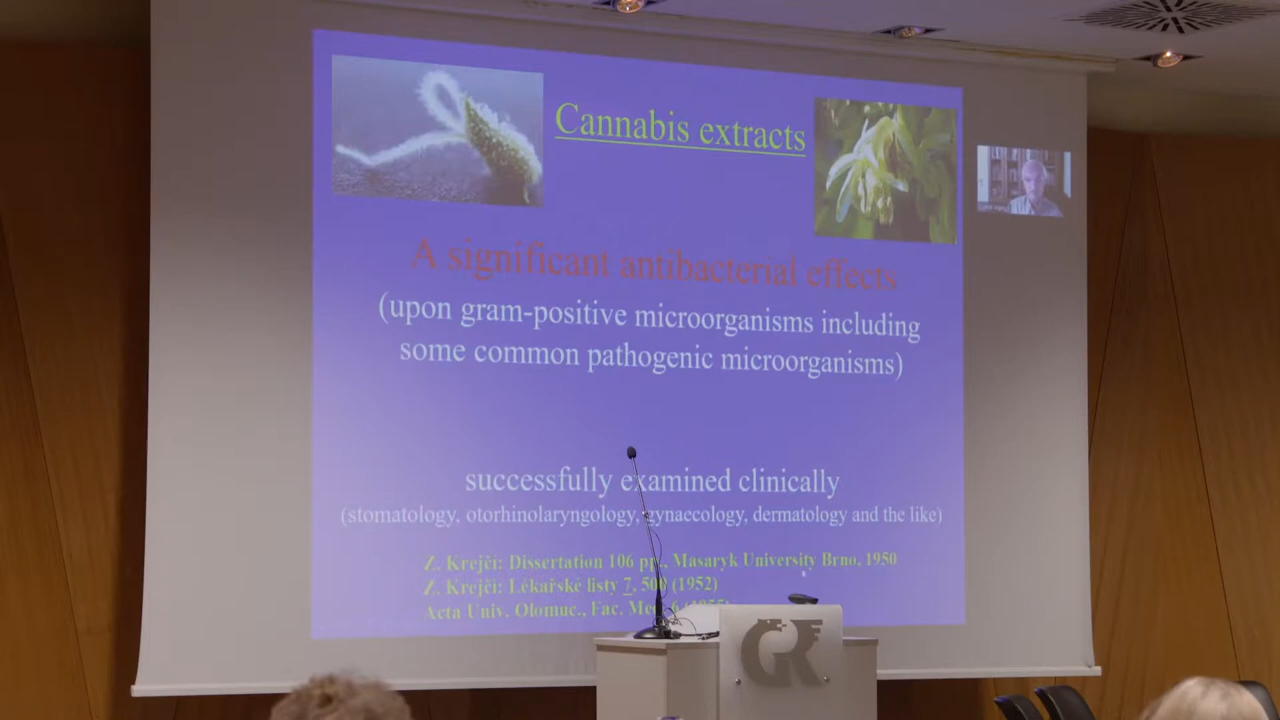 Cannabis extracts
A significant antibacterial effects
(upon gram-positive microorganisms including
some common pathogenic microorganisms)
successfully examined clinically
(stomatology, otorhinolaryngology, gynaecology, dermatology and the like)
Z. Krejčí: Dissertation 106 pp., Masaryk University Brno, 1950
Z. Krejčí: Lékařské listy 7, 500 (1952)
Acta Univ. Olomuc., Fac. Med. 6